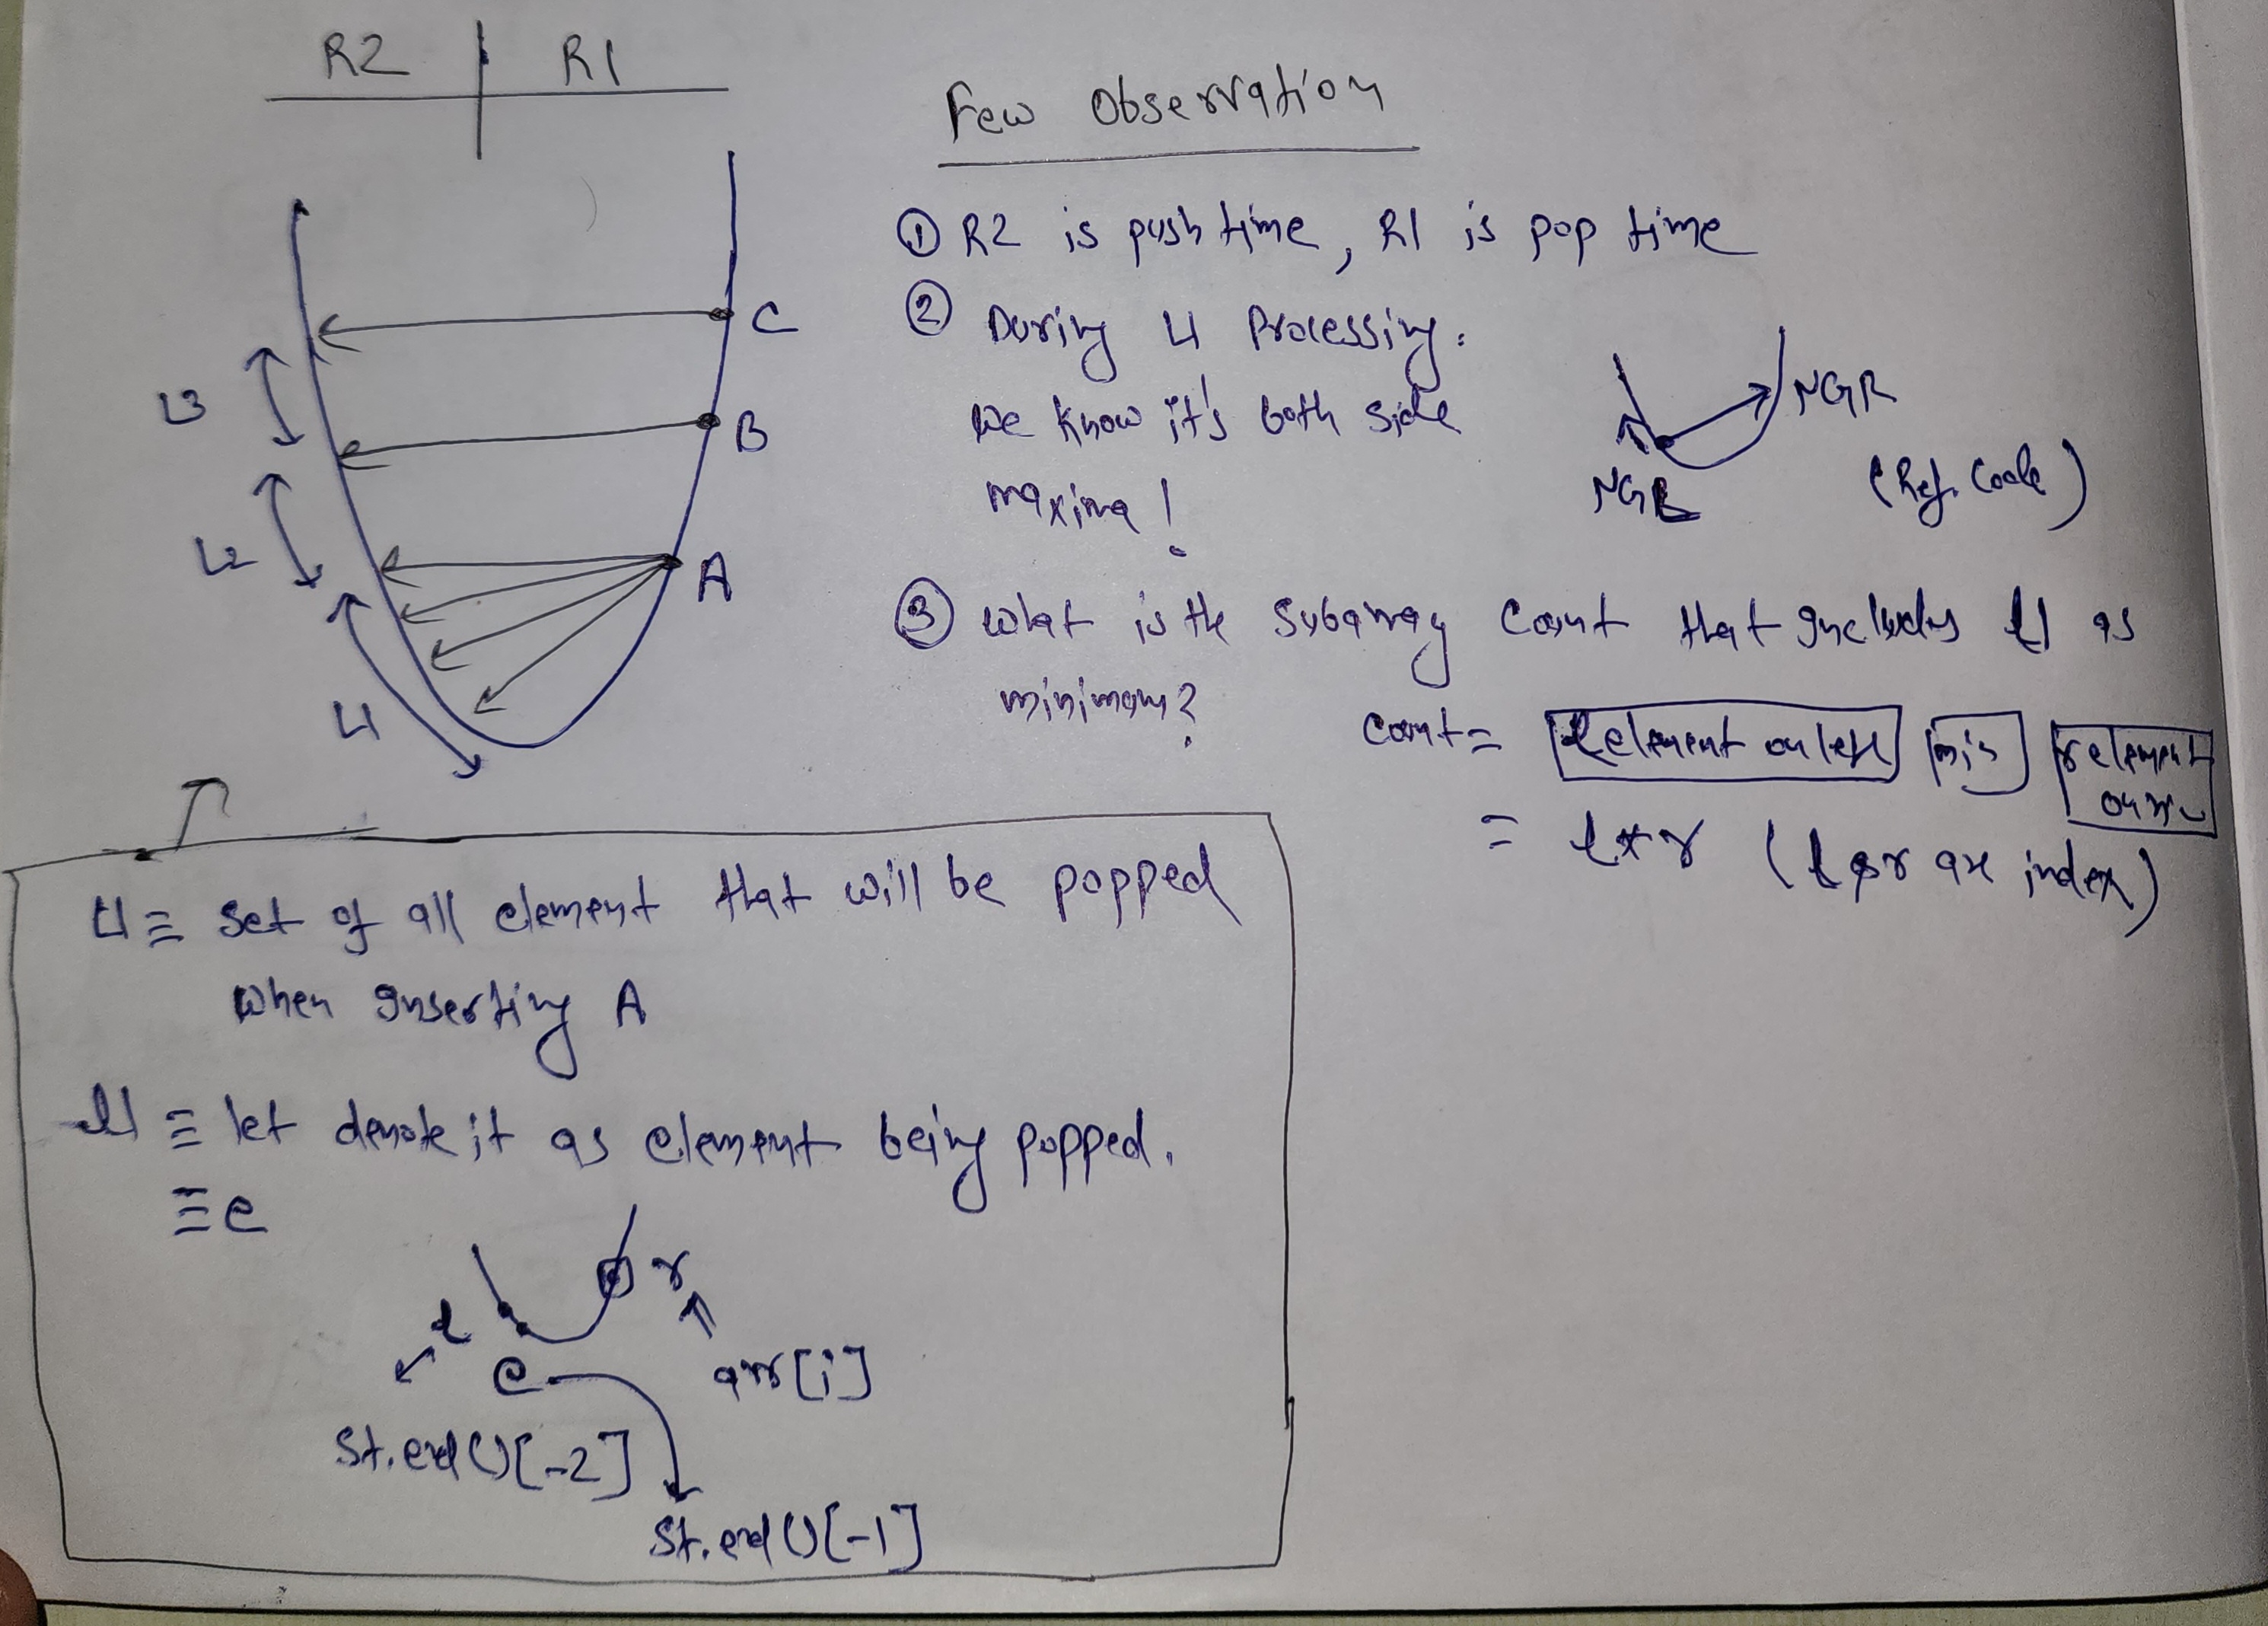 R2 R1
Few Observation
① R2 is push time, R1 is pop time
② During L1 Processing.
we know it's both side
maxima!
NGR
NGL
(Ref. Code)
③ what is the subarray count that includes l1 as
minimum?
count = l element on left min r element
= l * r (l & r are index)
C
B
A
L3
L2
L1
L1 ≡ set of all element that will be popped
when inserting A
l1 ≡ let denote it as element being popped.
≡ e
l r
e arr[i]
St.end()[-2]
St.end()[-1]